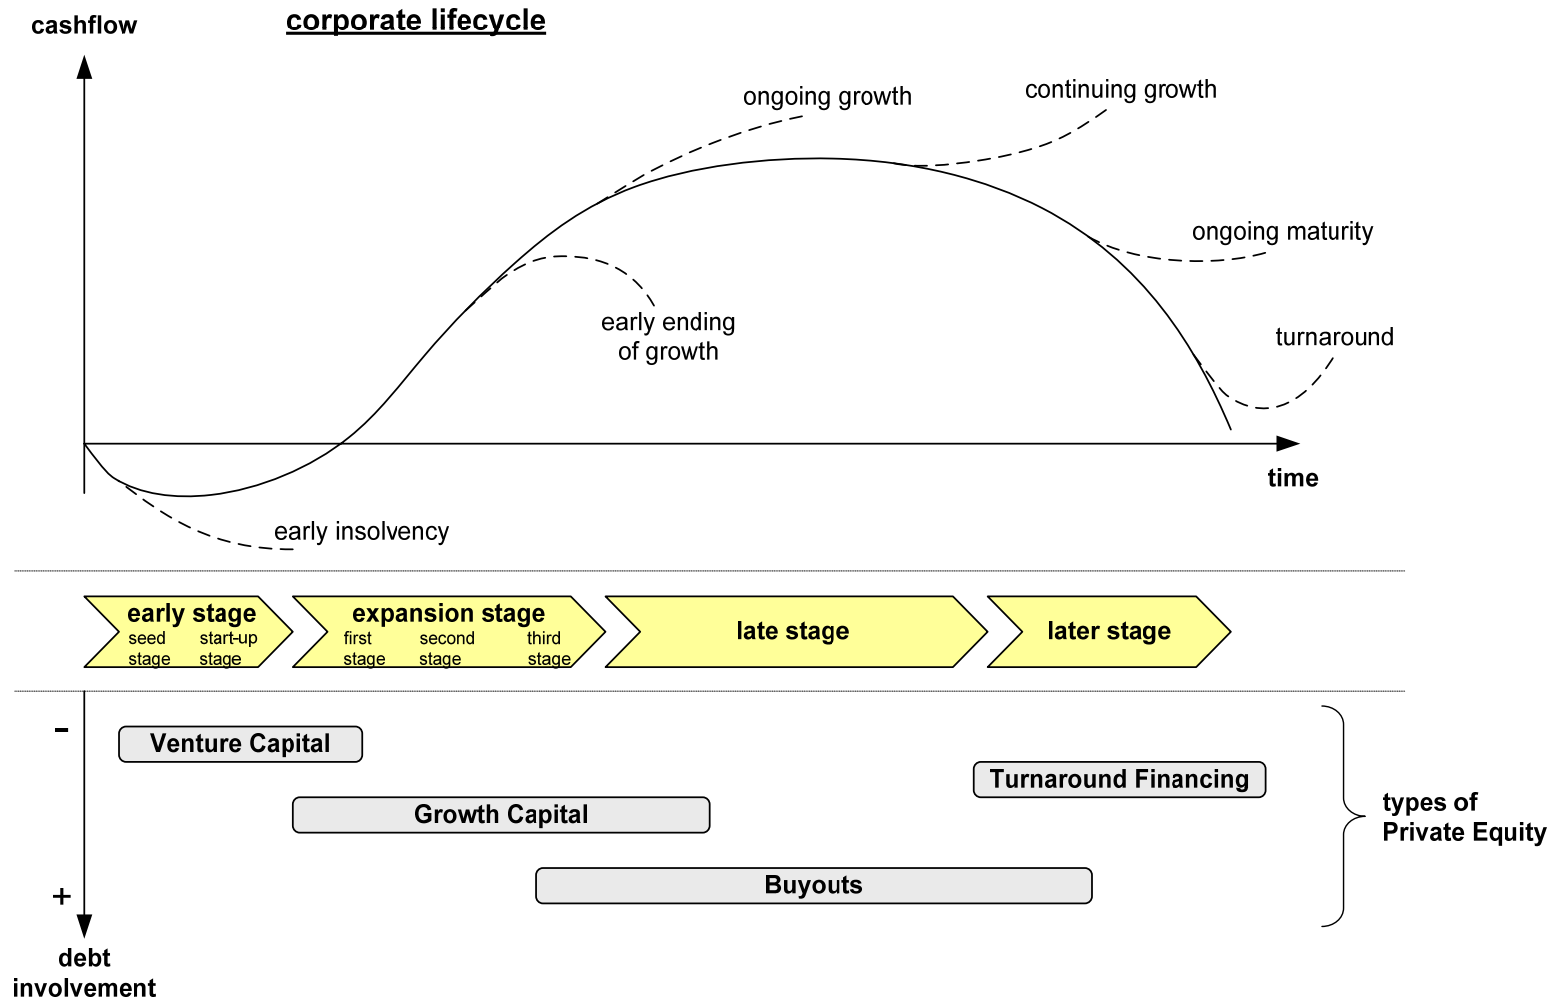 corporate lifecycle
cashflow
ongoing growth
continuing growth
ongoing maturity
early ending
of growth
turnaround
time
early insolvency
early stage
seed
stage
start-up
stage
expansion stage
first
stage
second
stage
third
stage
late stage
later stage
-
Venture Capital
Turnaround Financing
Growth Capital
types of
Private Equity
Buyouts
+
debt
involvement